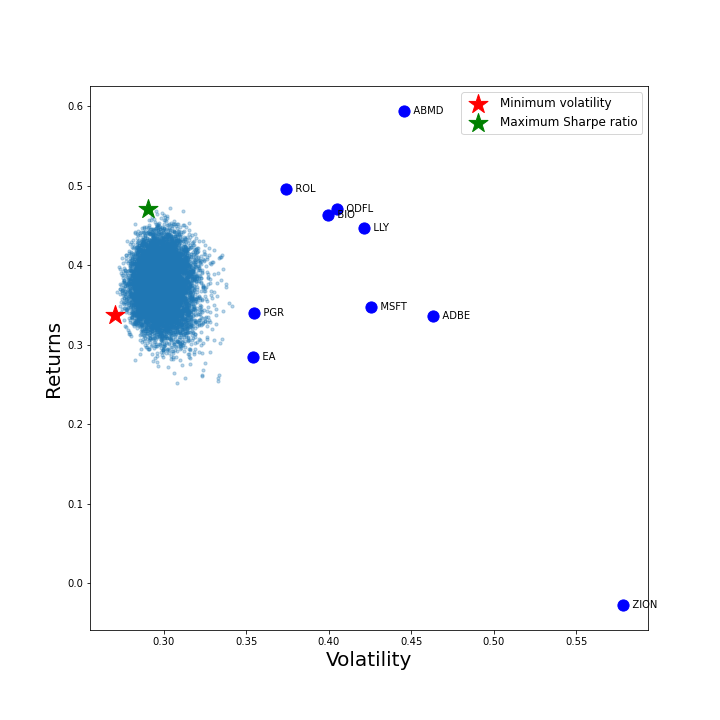 Minimum volatility
Maximum Sharpe ratio
ABMD
ROL
ODFL
BIO
LLY
MSFT
PGR
ADBE
EA
ZION
0.6
0.5
0.4
0.3
0.2
0.1
0.0
Returns
0.30 0.35 0.40 0.45 0.50 0.55
Volatility